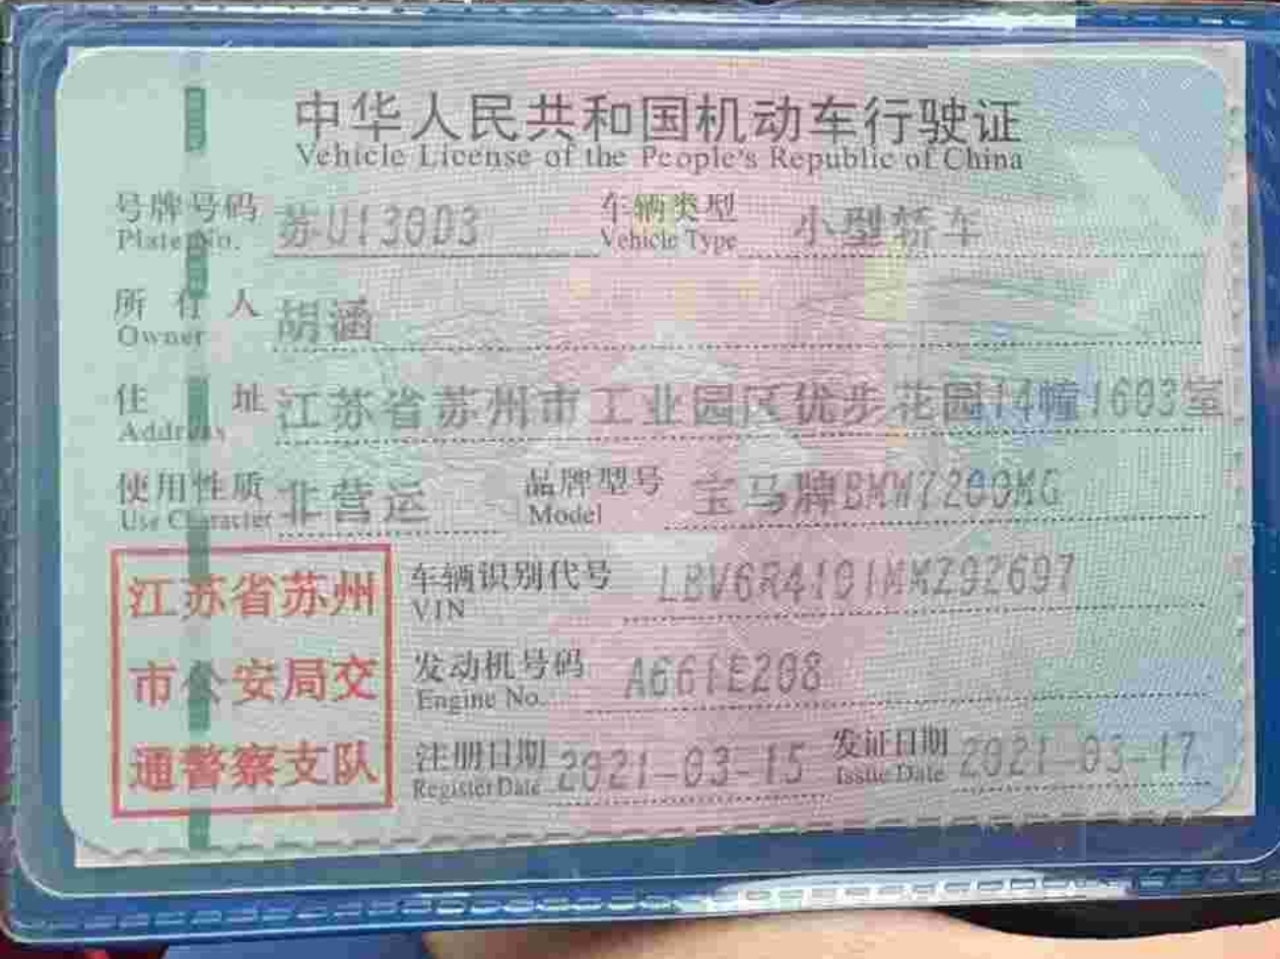 中华人民共和国机动车行驶证
Vehicle License of the People's Republic of China
号牌号码 苏U130D3 车辆类型 小型轿车
Plate No. Vehicle Type
所有人 胡涵
Owner
住址 江苏省苏州市工业园区优步花园14幢1603室
Address
使用性质 非营运 品牌型号 宝马牌BMW7200MG
Use Character Model
江苏省苏州
市公安局交
通警察支队
车辆识别代号
VIN
发动机号码 A661E208
Engine No.
注册日期 2021-03-15 发证日期 2021-03-17
Register Date Issue Date